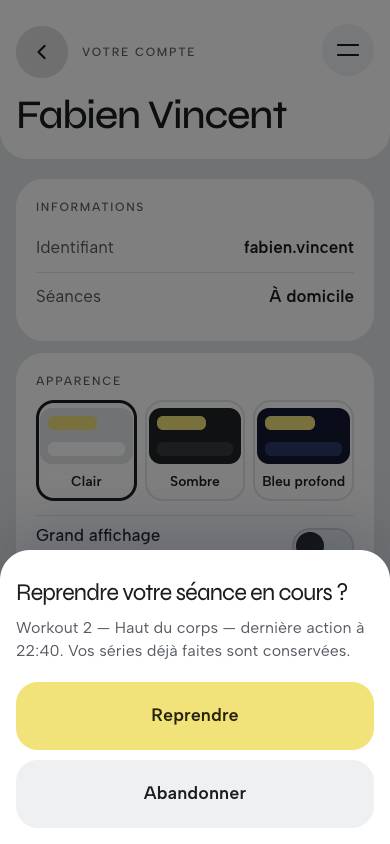 VOTRE COMPTE
Fabien Vincent
INFORMATIONS
Identifiant fabien.vincent
Séances À domicile
APPARENCE
Clair Sombre Bleu profond
Grand affichage
Reprendre votre séance en cours ?
Workout 2 — Haut du corps — dernière action à
22:40. Vos séries déjà faites sont conservées.
Reprendre
Abandonner